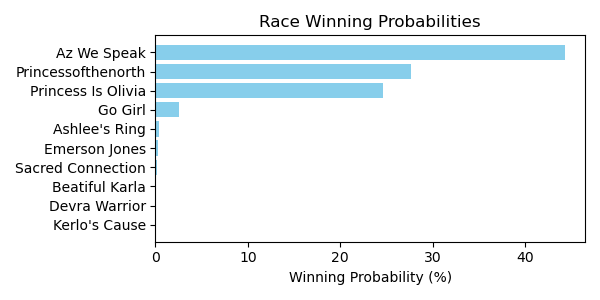 Race Winning Probabilities
Az We Speak
Princessofthenorth
Princess Is Olivia
Go Girl
Ashlee's Ring
Emerson Jones
Sacred Connection
Beatiful Karla
Devra Warrior
Kerlo's Cause
0 10 20 30 40
Winning Probability (%)